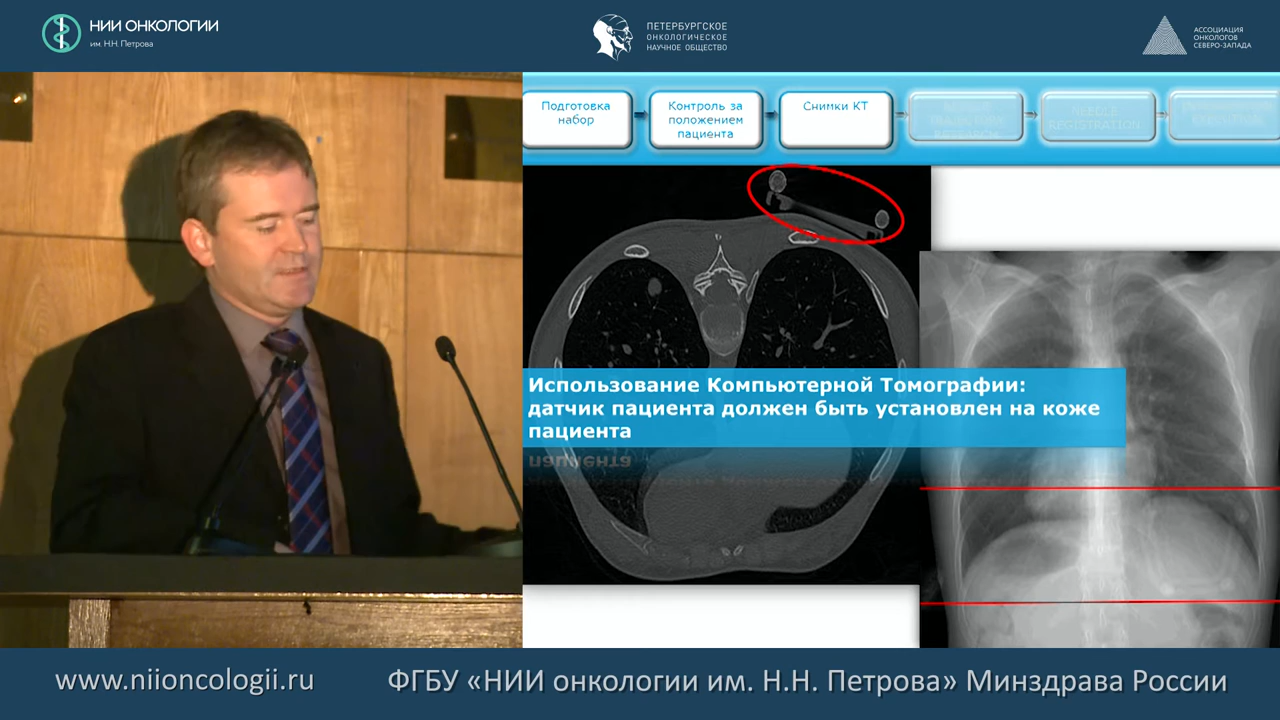 НИИ ОНКОЛОГИИ
им. Н.Н. Петрова
ПЕТЕРБУРГСКОЕ
ОНКОЛОГИЧЕСКОЕ
НАУЧНОЕ ОБЩЕСТВО
АССОЦИАЦИЯ
ОНКОЛОГОВ
СЕВЕРО-ЗАПАДА
Подготовка
набор
Контроль за
положением
пациента
Снимки КТ
NEEDLE
REGISTRATION
Использование Компьютерной Томографии:
датчик пациента должен быть установлен на коже
пациента
www.niioncologii.ru
ФГБУ «НИИ онкологии им. Н.Н. Петрова» Минздрава России